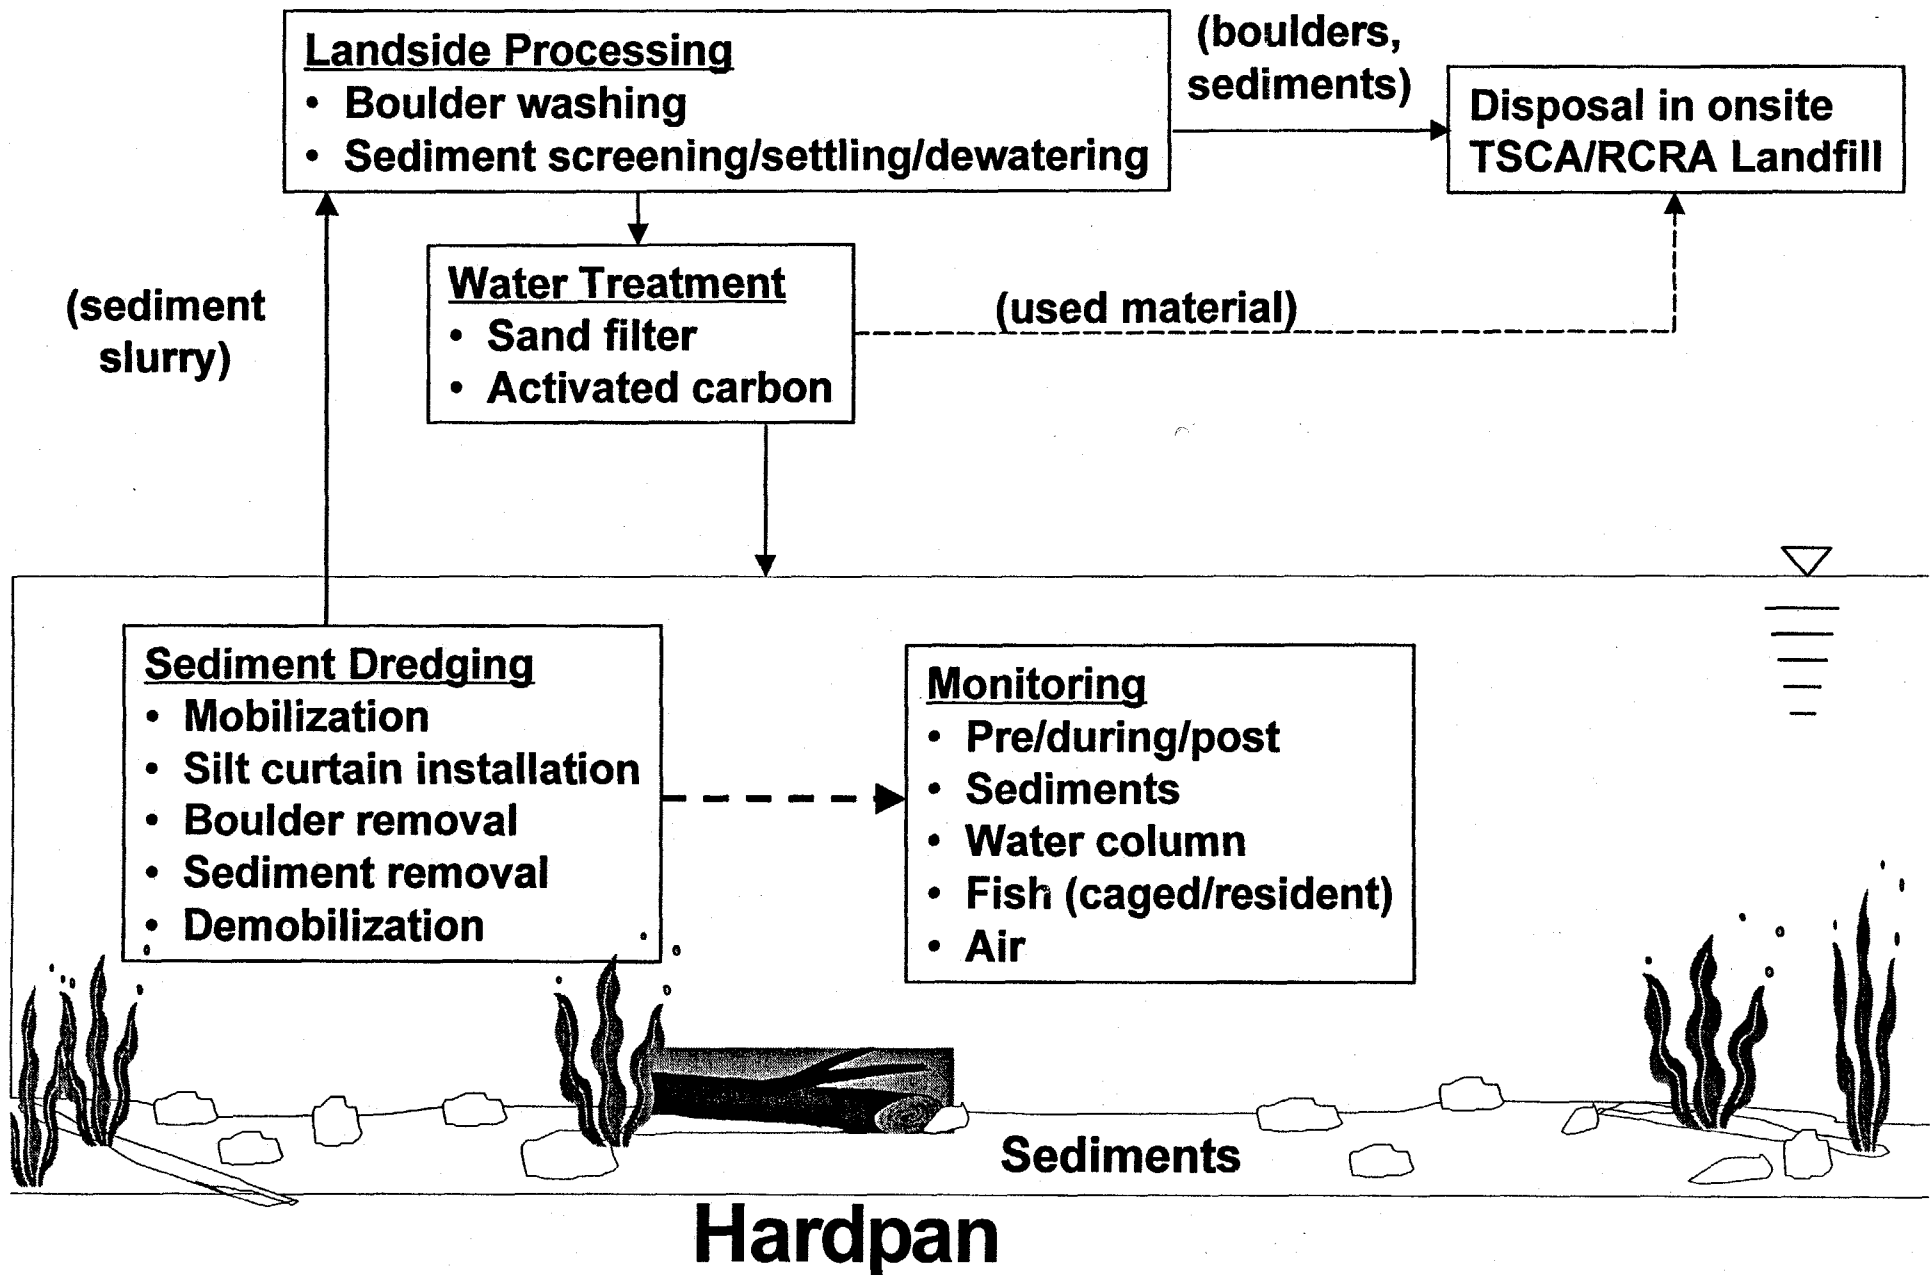 Landside Processing
• Boulder washing
• Sediment screening/settling/dewatering
(boulders,
sediments)
Disposal in onsite
TSCA/RCRA Landfill
(sediment
slurry)
Water Treatment
• Sand filter
• Activated carbon
(used material)
Sediment Dredging
• Mobilization
• Silt curtain installation
• Boulder removal
• Sediment removal
• Demobilization
Monitoring
• Pre/during/post
• Sediments
• Water column
• Fish (caged/resident)
• Air
Sediments
Hardpan